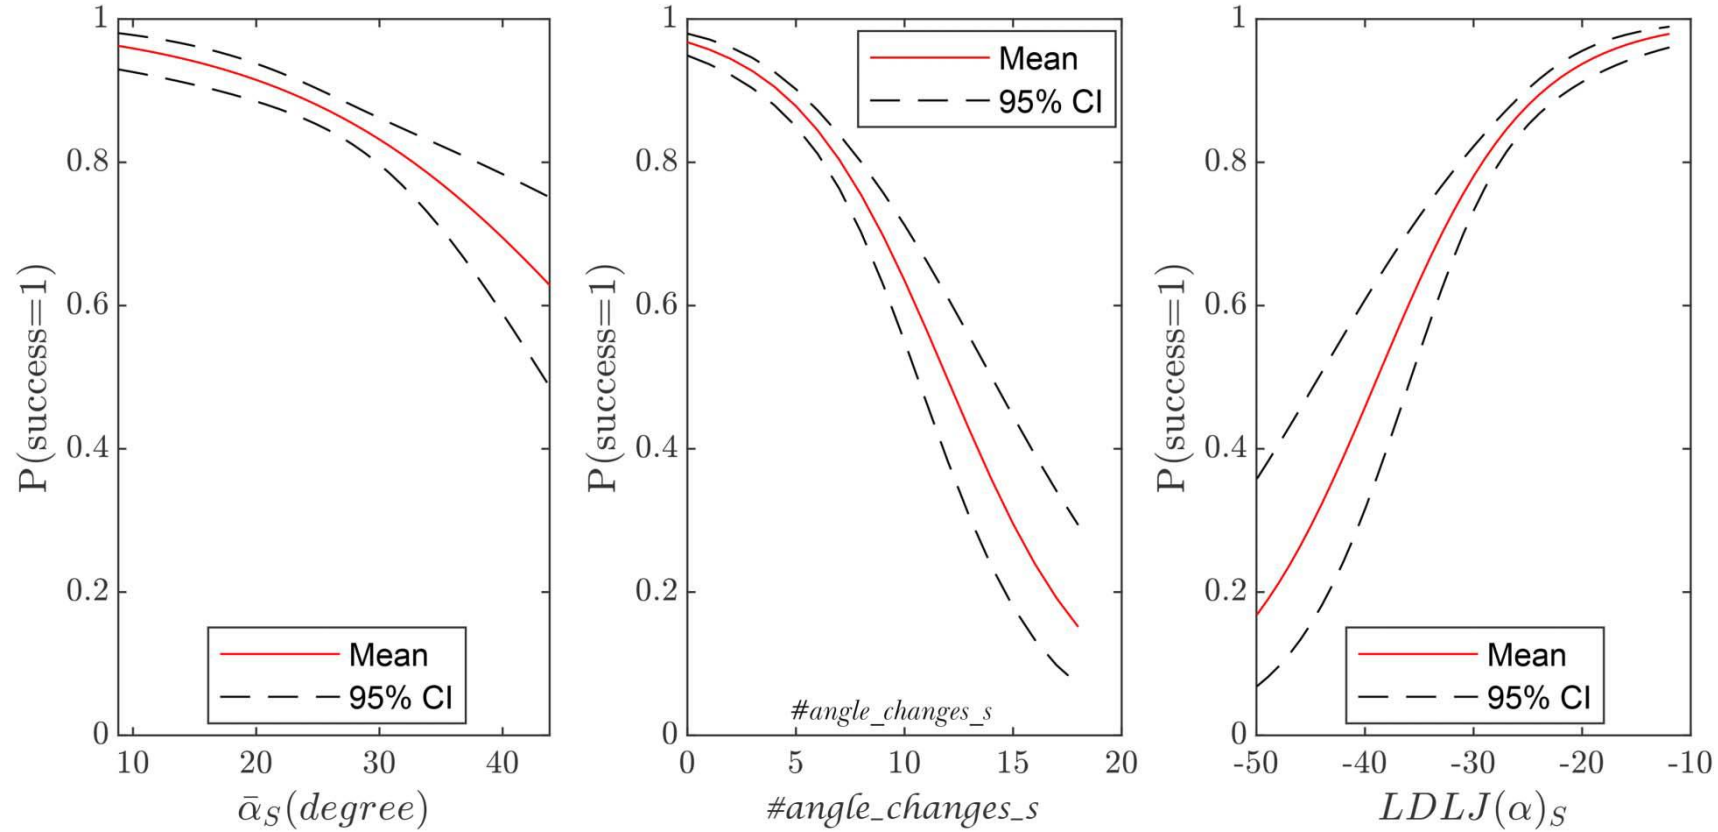 1
0.8
0.6
0.4
0.2
0
P(success=1)
10 20 30 40
ᾱS(degree)
Mean
95% CI
1
0.8
0.6
0.4
0.2
0
P(success=1)
Mean
95% CI
#angle_changes_s
0 5 10 15 20
#angle_changes_s
1
0.8
0.6
0.4
0.2
0
P(success=1)
Mean
95% CI
-50 -40 -30 -20 -10
LDLJ(α)S